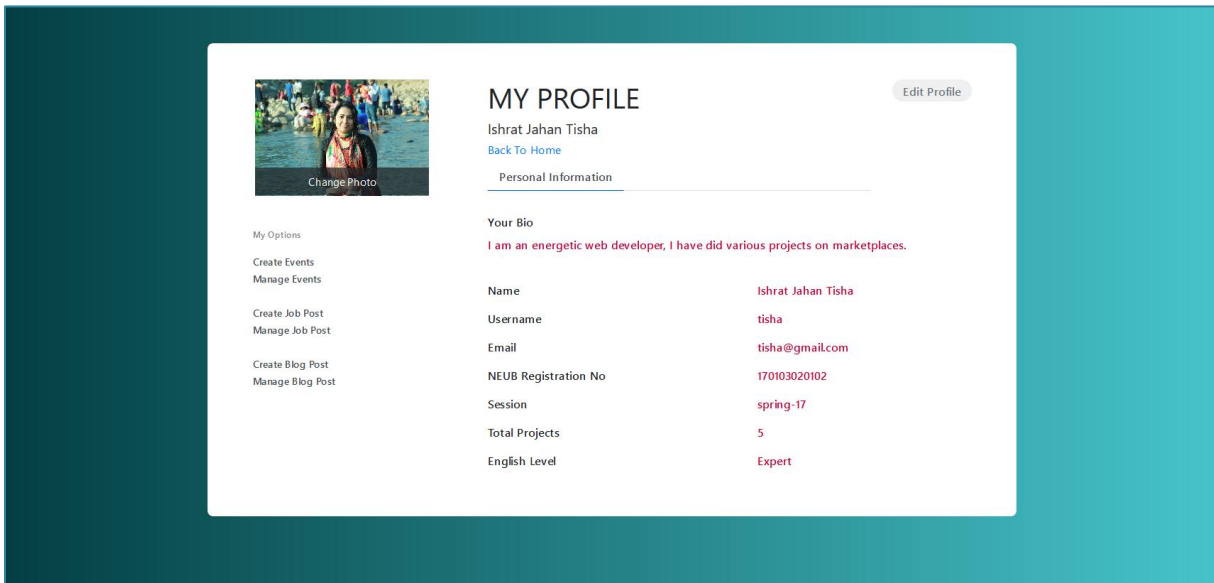 Change Photo
My Options
Create Events
Manage Events
Create Job Post
Manage Job Post
Create Blog Post
Manage Blog Post
MY PROFILE
Edit Profile
Ishrat Jahan Tisha
Back To Home
Personal Information
Your Bio
I am an energetic web developer, I have did various projects on marketplaces.
Name Ishrat Jahan Tisha
Username tisha
Email tisha@gmail.com
NEUB Registration No 170103020102
Session spring-17
Total Projects 5
English Level Expert